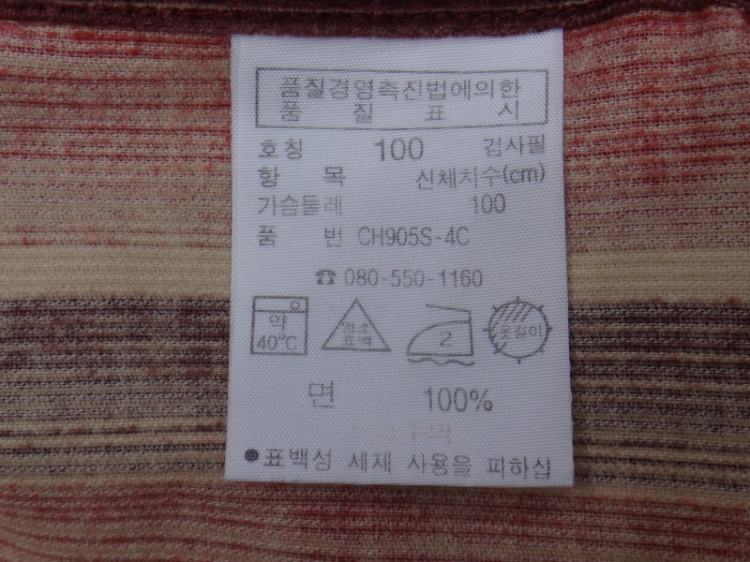 품질경영촉진법에의한
품 질 표 시
호칭 100 검사필
항 목 신체치수(cm)
가슴둘레 100
품 번 CH905S-4C
☎ 080-550-1160
약 40°C
염소 표백
2
옷걸이
면 100%
●표백성 세제 사용을 피하십